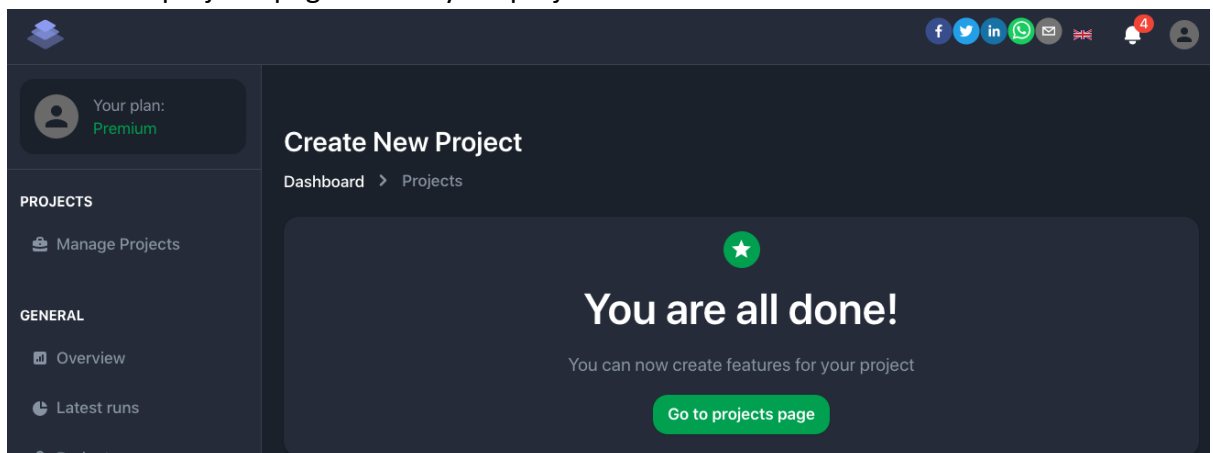 4
Your plan:
Premium
Create New Project
Dashboard > Projects
PROJECTS
Manage Projects
You are all done!
GENERAL
Overview
You can now create features for your project
Latest runs
Go to projects page